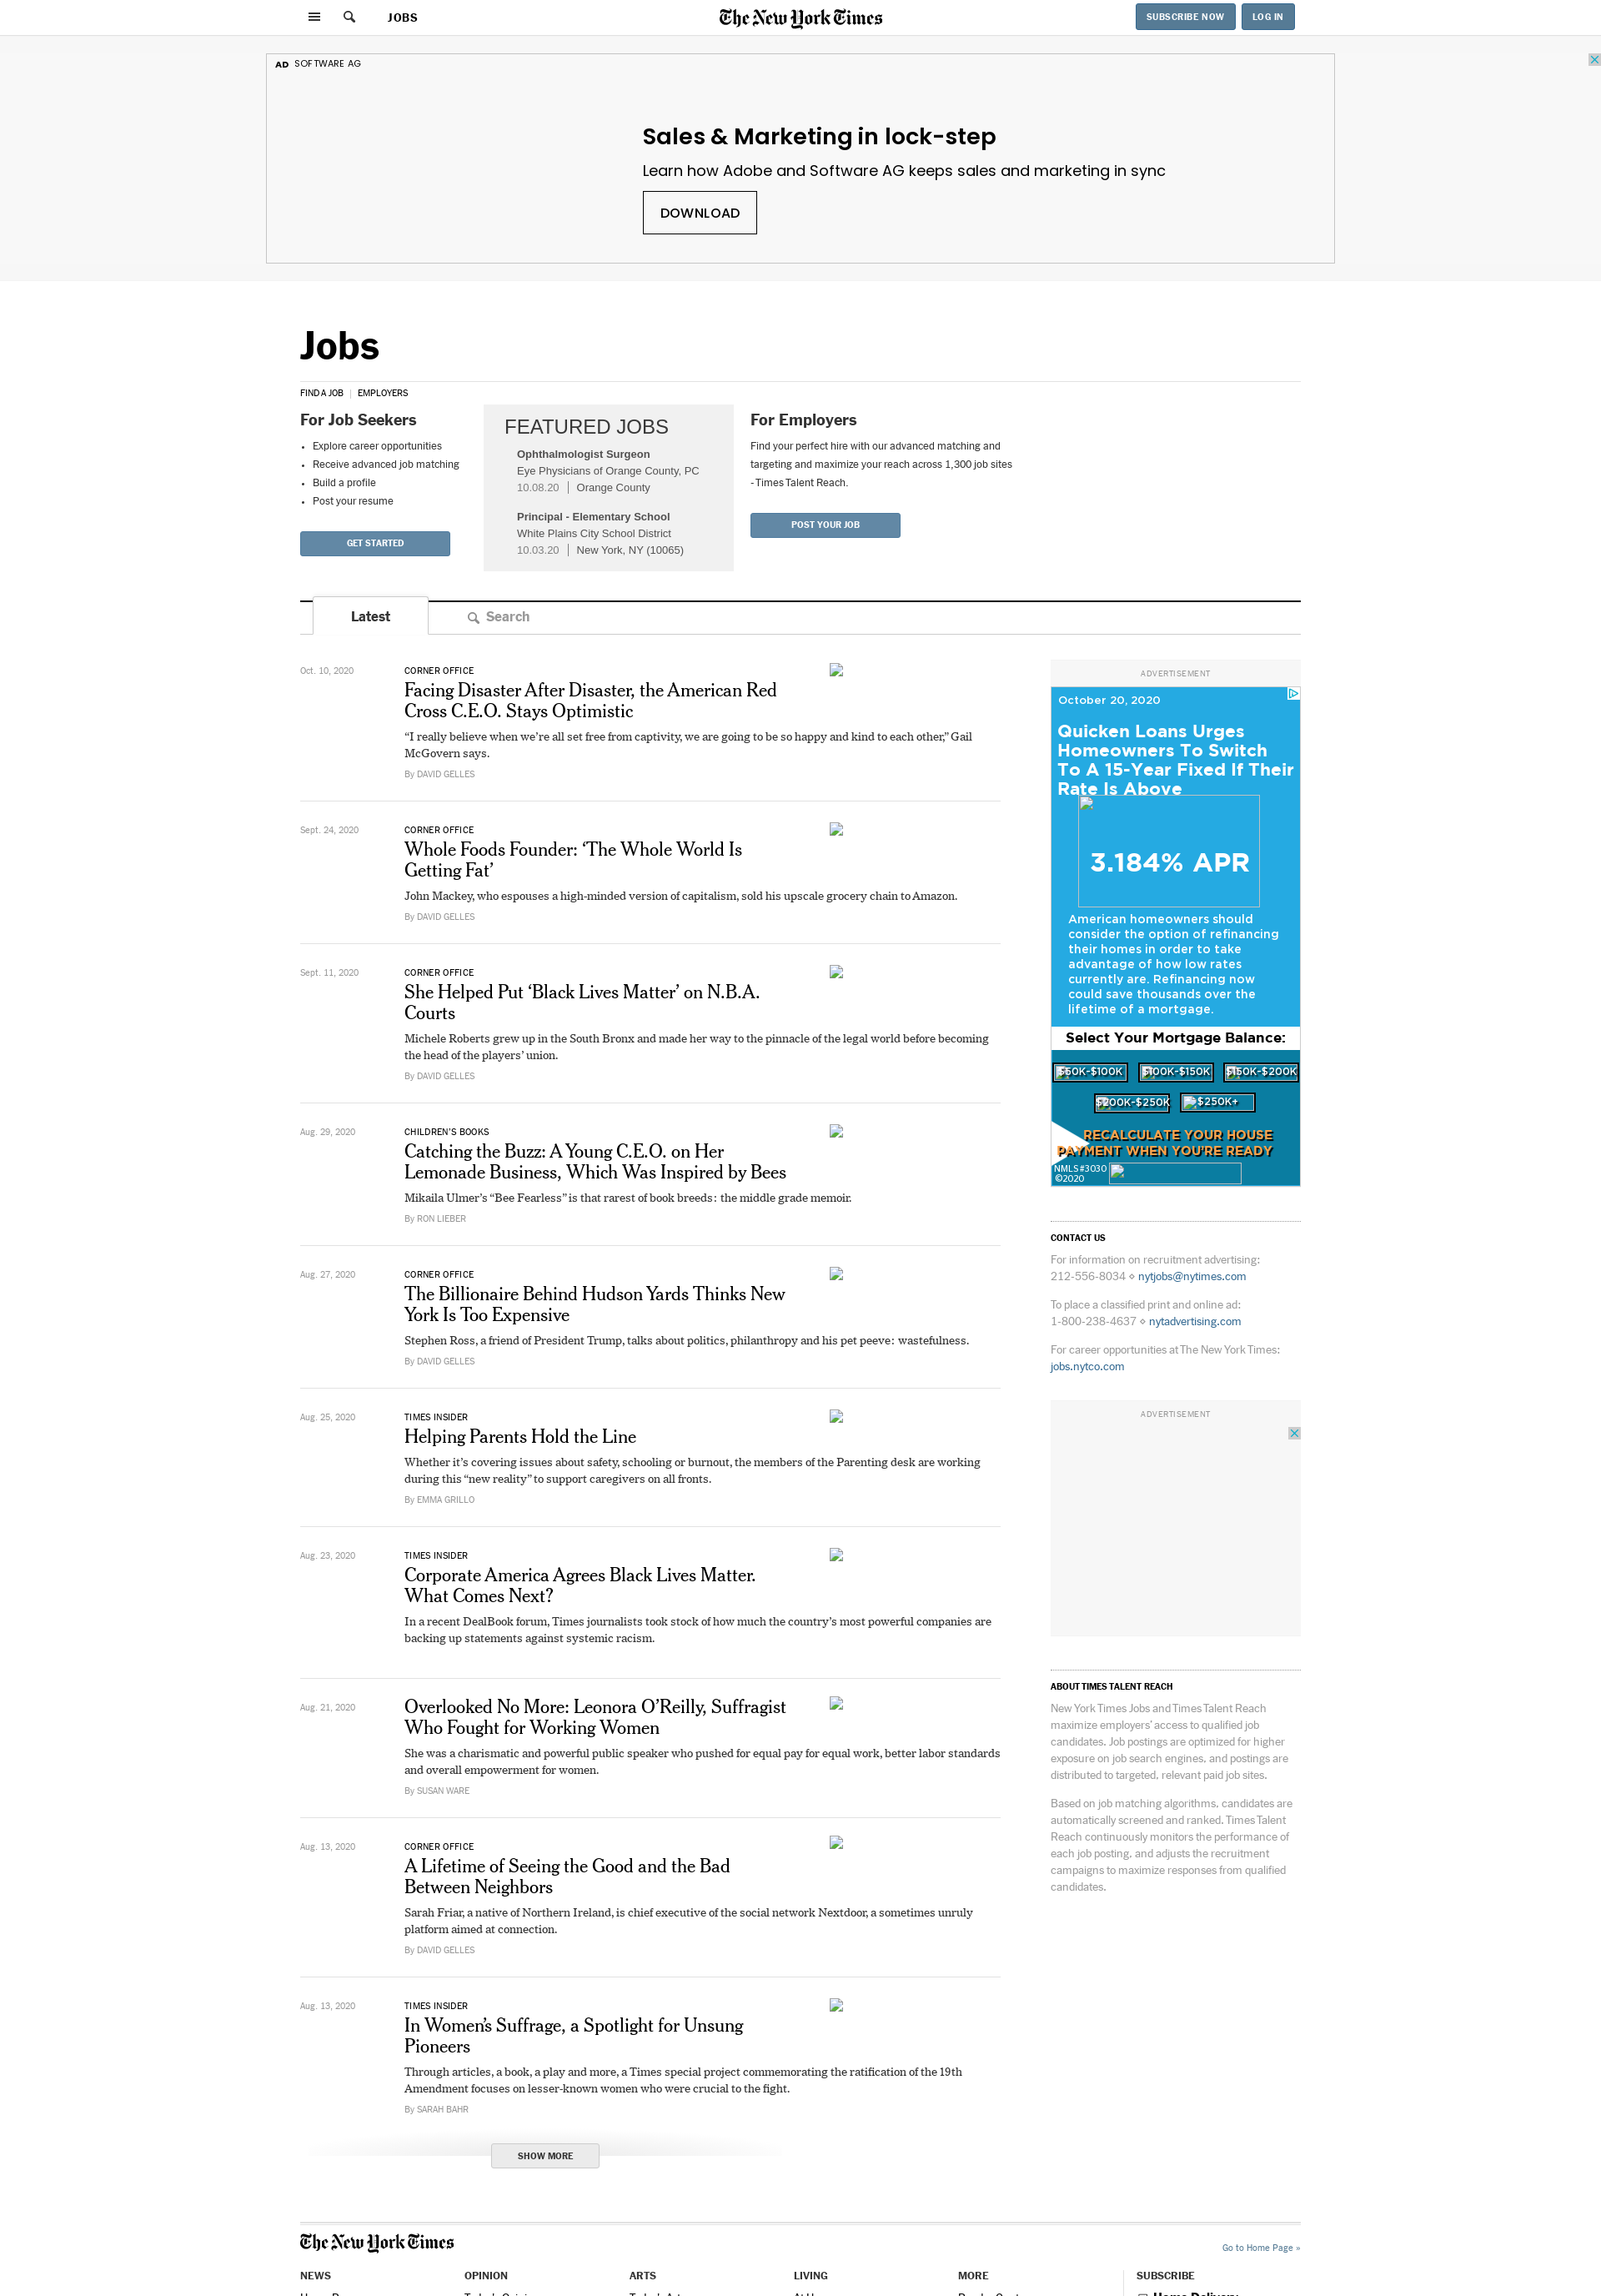 JOBS
The New York Times
SUBSCRIBE NOW
LOG IN
AD SOFTWARE AG
Sales & Marketing in lock-step
Learn how Adobe and Software AG keeps sales and marketing in sync
DOWNLOAD
Jobs
FIND A JOB | EMPLOYERS
For Job Seekers
• Explore career opportunities
• Receive advanced job matching
• Build a profile
• Post your resume
GET STARTED
FEATURED JOBS
Ophthalmologist Surgeon
Eye Physicians of Orange County, PC
10.08.20 | Orange County
Principal - Elementary School
White Plains City School District
10.03.20 | New York, NY (10065)
For Employers
Find your perfect hire with our advanced matching and
targeting and maximize your reach across 1,300 job sites
- Times Talent Reach.
POST YOUR JOB
Latest
Search
Oct. 10, 2020
CORNER OFFICE
Facing Disaster After Disaster, the American Red
Cross C.E.O. Stays Optimistic
“I really believe when we’re all set free from captivity, we are going to be so happy and kind to each other,” Gail
McGovern says.
By DAVID GELLES
Sept. 24, 2020
CORNER OFFICE
Whole Foods Founder: ‘The Whole World Is
Getting Fat’
John Mackey, who espouses a high-minded version of capitalism, sold his upscale grocery chain to Amazon.
By DAVID GELLES
Sept. 11, 2020
CORNER OFFICE
She Helped Put ‘Black Lives Matter’ on N.B.A.
Courts
Michele Roberts grew up in the South Bronx and made her way to the pinnacle of the legal world before becoming
the head of the players’ union.
By DAVID GELLES
Aug. 29, 2020
CHILDREN’S BOOKS
Catching the Buzz: A Young C.E.O. on Her
Lemonade Business, Which Was Inspired by Bees
Mikaila Ulmer’s “Bee Fearless” is that rarest of book breeds: the middle grade memoir.
By RON LIEBER
Aug. 27, 2020
CORNER OFFICE
The Billionaire Behind Hudson Yards Thinks New
York Is Too Expensive
Stephen Ross, a friend of President Trump, talks about politics, philanthropy and his pet peeve: wastefulness.
By DAVID GELLES
Aug. 25, 2020
TIMES INSIDER
Helping Parents Hold the Line
Whether it’s covering issues about safety, schooling or burnout, the members of the Parenting desk are working
during this “new reality” to support caregivers on all fronts.
By EMMA GRILLO
Aug. 23, 2020
TIMES INSIDER
Corporate America Agrees Black Lives Matter.
What Comes Next?
In a recent DealBook forum, Times journalists took stock of how much the country’s most powerful companies are
backing up statements against systemic racism.
Aug. 21, 2020
Overlooked No More: Leonora O’Reilly, Suffragist
Who Fought for Working Women
She was a charismatic and powerful public speaker who pushed for equal pay for equal work, better labor standards
and overall empowerment for women.
By SUSAN WARE
Aug. 13, 2020
CORNER OFFICE
A Lifetime of Seeing the Good and the Bad
Between Neighbors
Sarah Friar, a native of Northern Ireland, is chief executive of the social network Nextdoor, a sometimes unruly
platform aimed at connection.
By DAVID GELLES
Aug. 13, 2020
TIMES INSIDER
In Women’s Suffrage, a Spotlight for Unsung
Pioneers
Through articles, a book, a play and more, a Times special project commemorating the ratification of the 19th
Amendment focuses on lesser-known women who were crucial to the fight.
By SARAH BAHR
SHOW MORE
ADVERTISEMENT
October 20, 2020
Quicken Loans Urges
Homeowners To Switch
To A 15-Year Fixed If Their
Rate Is Above
3.184% APR
American homeowners should
consider the option of refinancing
their homes in order to take
advantage of how low rates
currently are. Refinancing now
could save thousands over the
lifetime of a mortgage.
Select Your Mortgage Balance:
$60K-$100K
$100K-$150K
$150K-$200K
$200K-$250K
$250K+
RECALCULATE YOUR HOUSE
PAYMENT WHEN YOU’RE READY
NMLS#3030
©2020
CONTACT US
For information on recruitment advertising:
212-556-8034 ⋄ nytjobs@nytimes.com
To place a classified print and online ad:
1-800-238-4637 ⋄ nytadvertising.com
For career opportunities at The New York Times:
jobs.nytco.com
ADVERTISEMENT
ABOUT TIMES TALENT REACH
New York Times Jobs and Times Talent Reach
maximize employers’ access to qualified job
candidates. Job postings are optimized for higher
exposure on job search engines, and postings are
distributed to targeted, relevant paid job sites.
Based on job matching algorithms, candidates are
automatically screened and ranked. Times Talent
Reach continuously monitors the performance of
each job posting, and adjusts the recruitment
campaigns to maximize responses from qualified
candidates.
The New York Times
Go to Home Page »
NEWS
OPINION
ARTS
LIVING
MORE
SUBSCRIBE